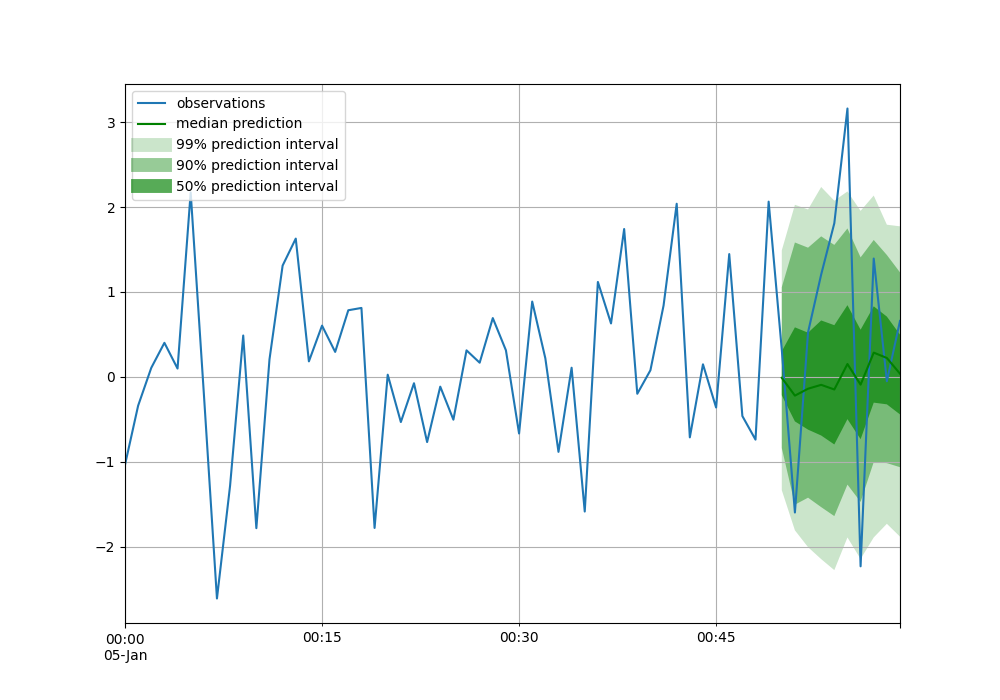 observations
median prediction
99% prediction interval
90% prediction interval
50% prediction interval
3
2
1
0
−1
−2
00:00
05-Jan
00:15
00:30
00:45